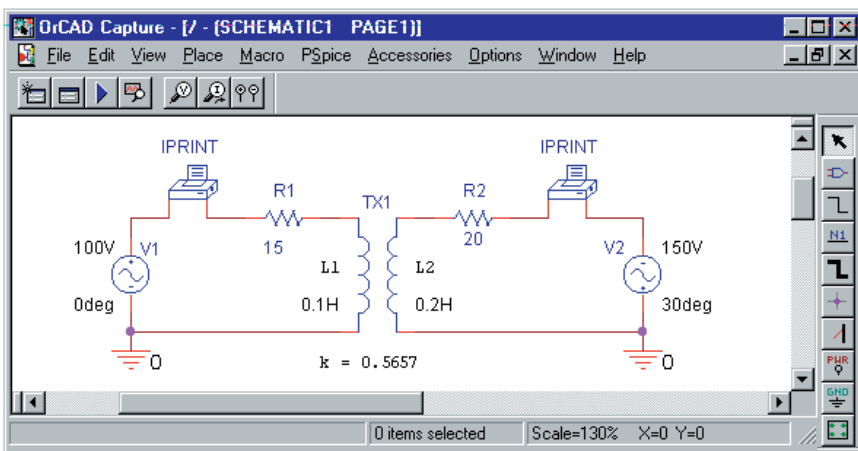 OrCAD Capture - [/ - (SCHEMATIC1 PAGE1)]
File Edit View Place Macro PSpice Accessories Options Window Help
V I
IPRINT IPRINT
R1 TX1 R2
100V V1 15 20 V2 150V
L1 L2
0deg 0.1H 0.2H 30deg
0 k = 0.5657 0
N1
PWR
GND
0 items selected Scale=130% X=0 Y=0